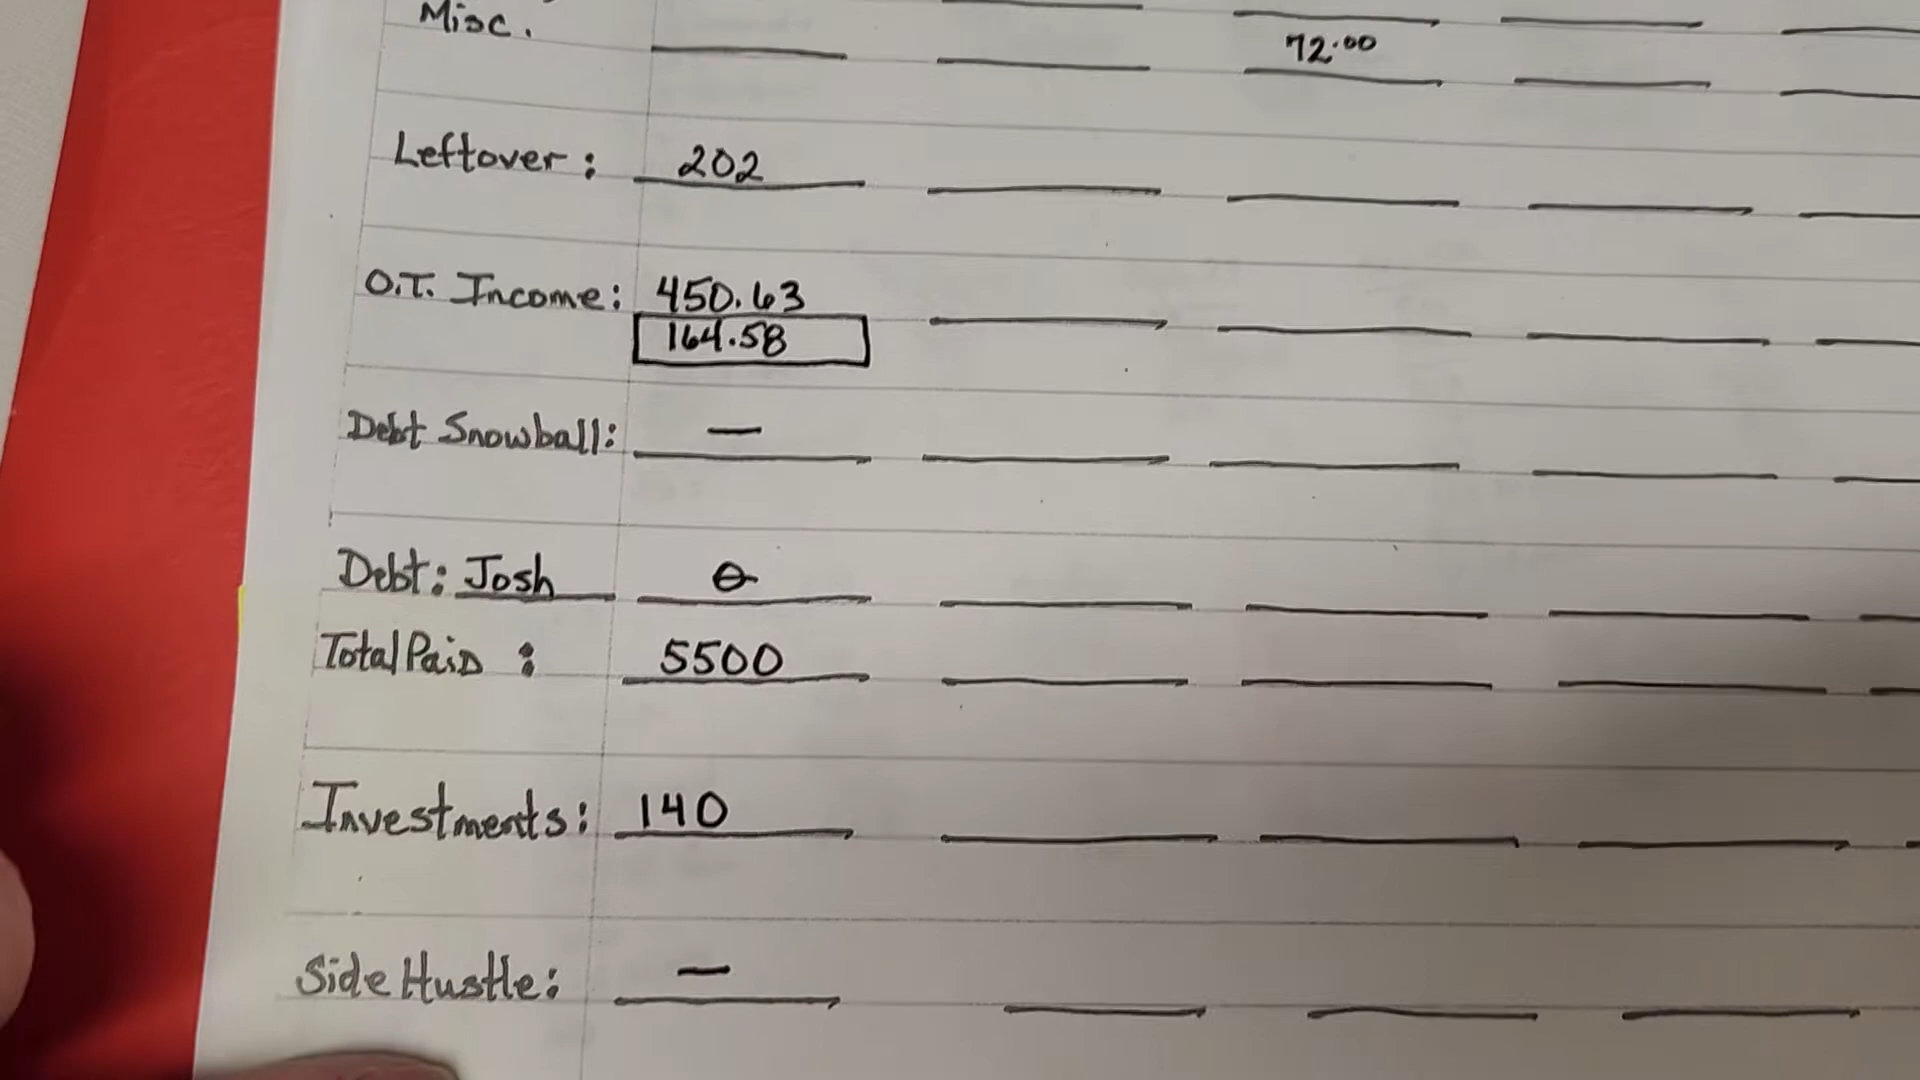 Misc.
72.00
Leftover: 202
O.T. Income: 450.63
164.58
Debt Snowball: —
Debt: Josh 0
Total Paid: 5500
Investments: 140
Side Hustle: —